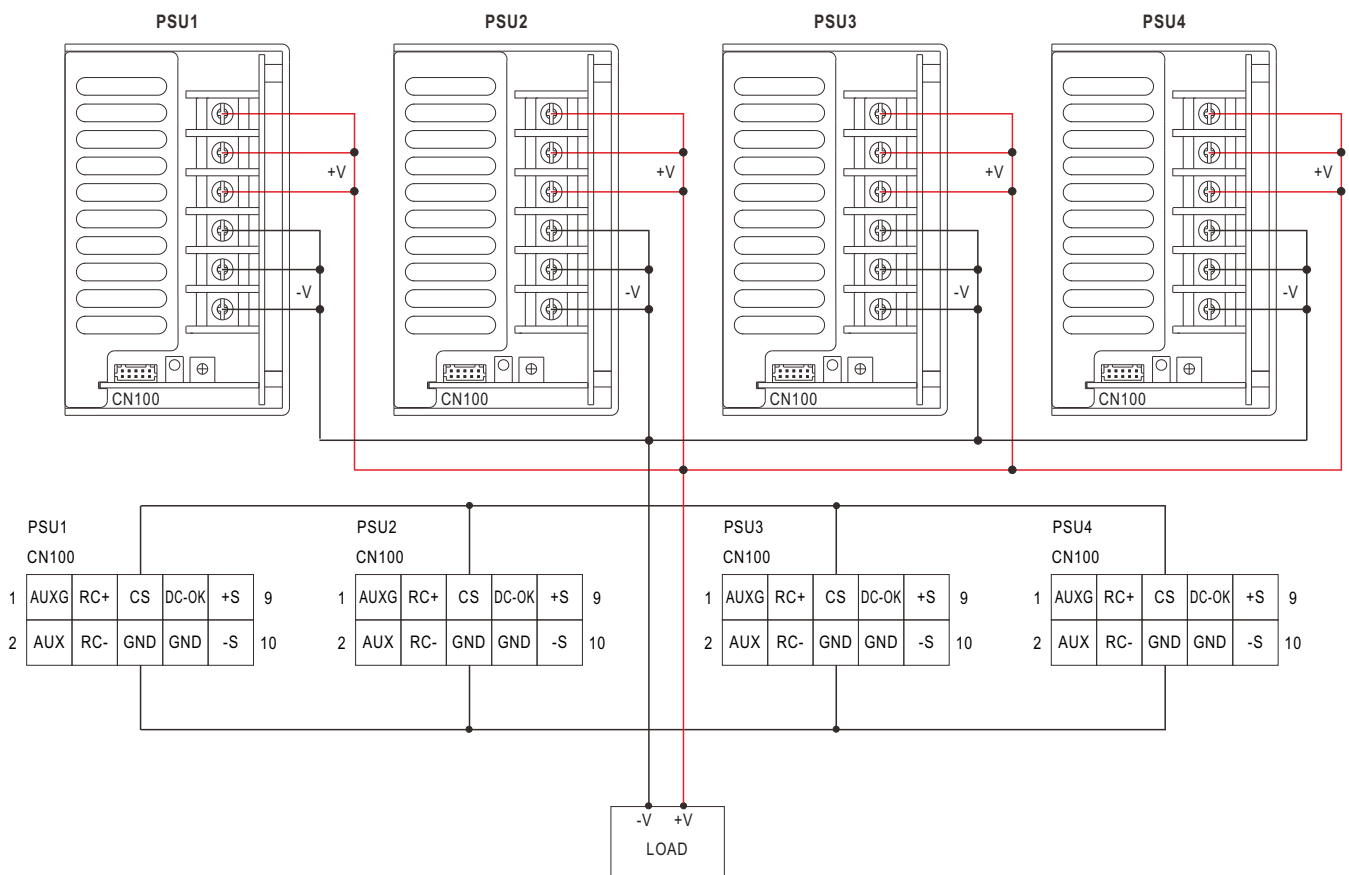 PSU1 PSU2 PSU3 PSU4
+V +V +V +V
-V -V -V -V
CN100 CN100 CN100 CN100
PSU1 PSU2 PSU3 PSU4
CN100 CN100 CN100 CN100
1 AUXG RC+ CS DC-OK +S 9 1 AUXG RC+ CS DC-OK +S 9 1 AUXG RC+ CS DC-OK +S 9 1 AUXG RC+ CS DC-OK +S 9
2 AUX RC- GND GND -S 10 2 AUX RC- GND GND -S 10 2 AUX RC- GND GND -S 10 2 AUX RC- GND GND -S 10
-V +V
LOAD